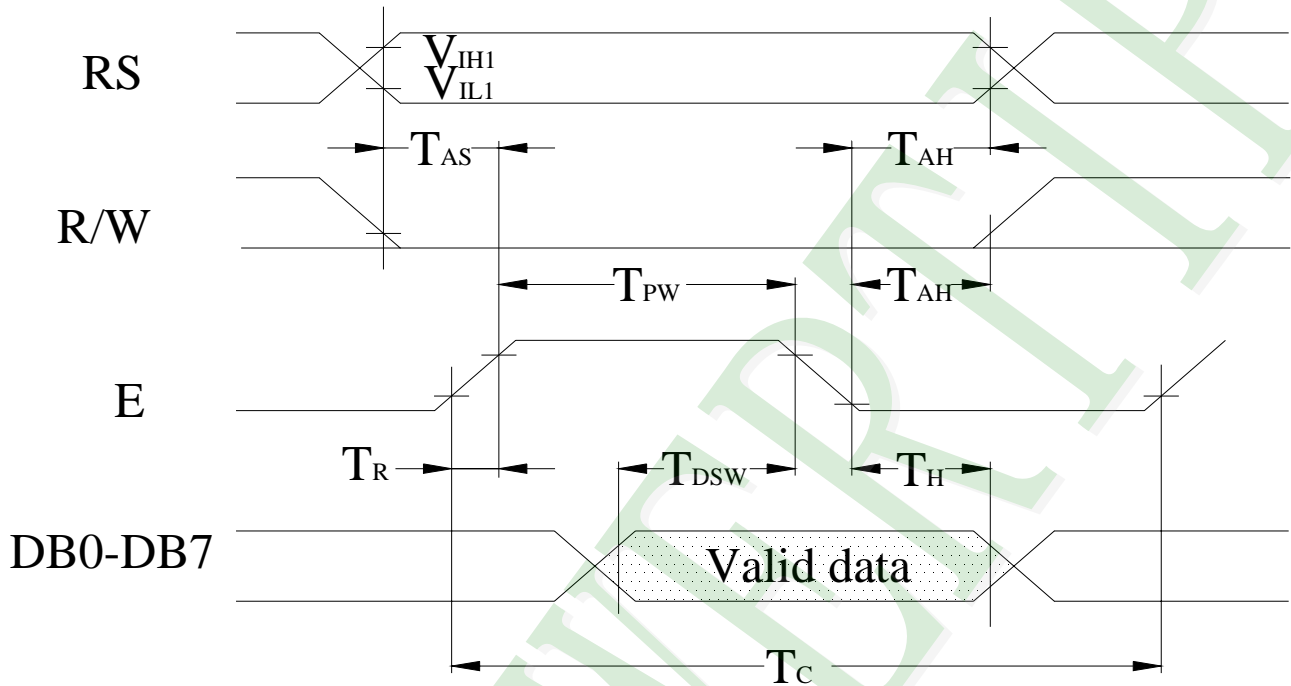 RS
VIH1
VIL1
TAS
TAH
R/W
TPW
TAH
E
TR
TDSW
TH
DB0-DB7
Valid data
TC